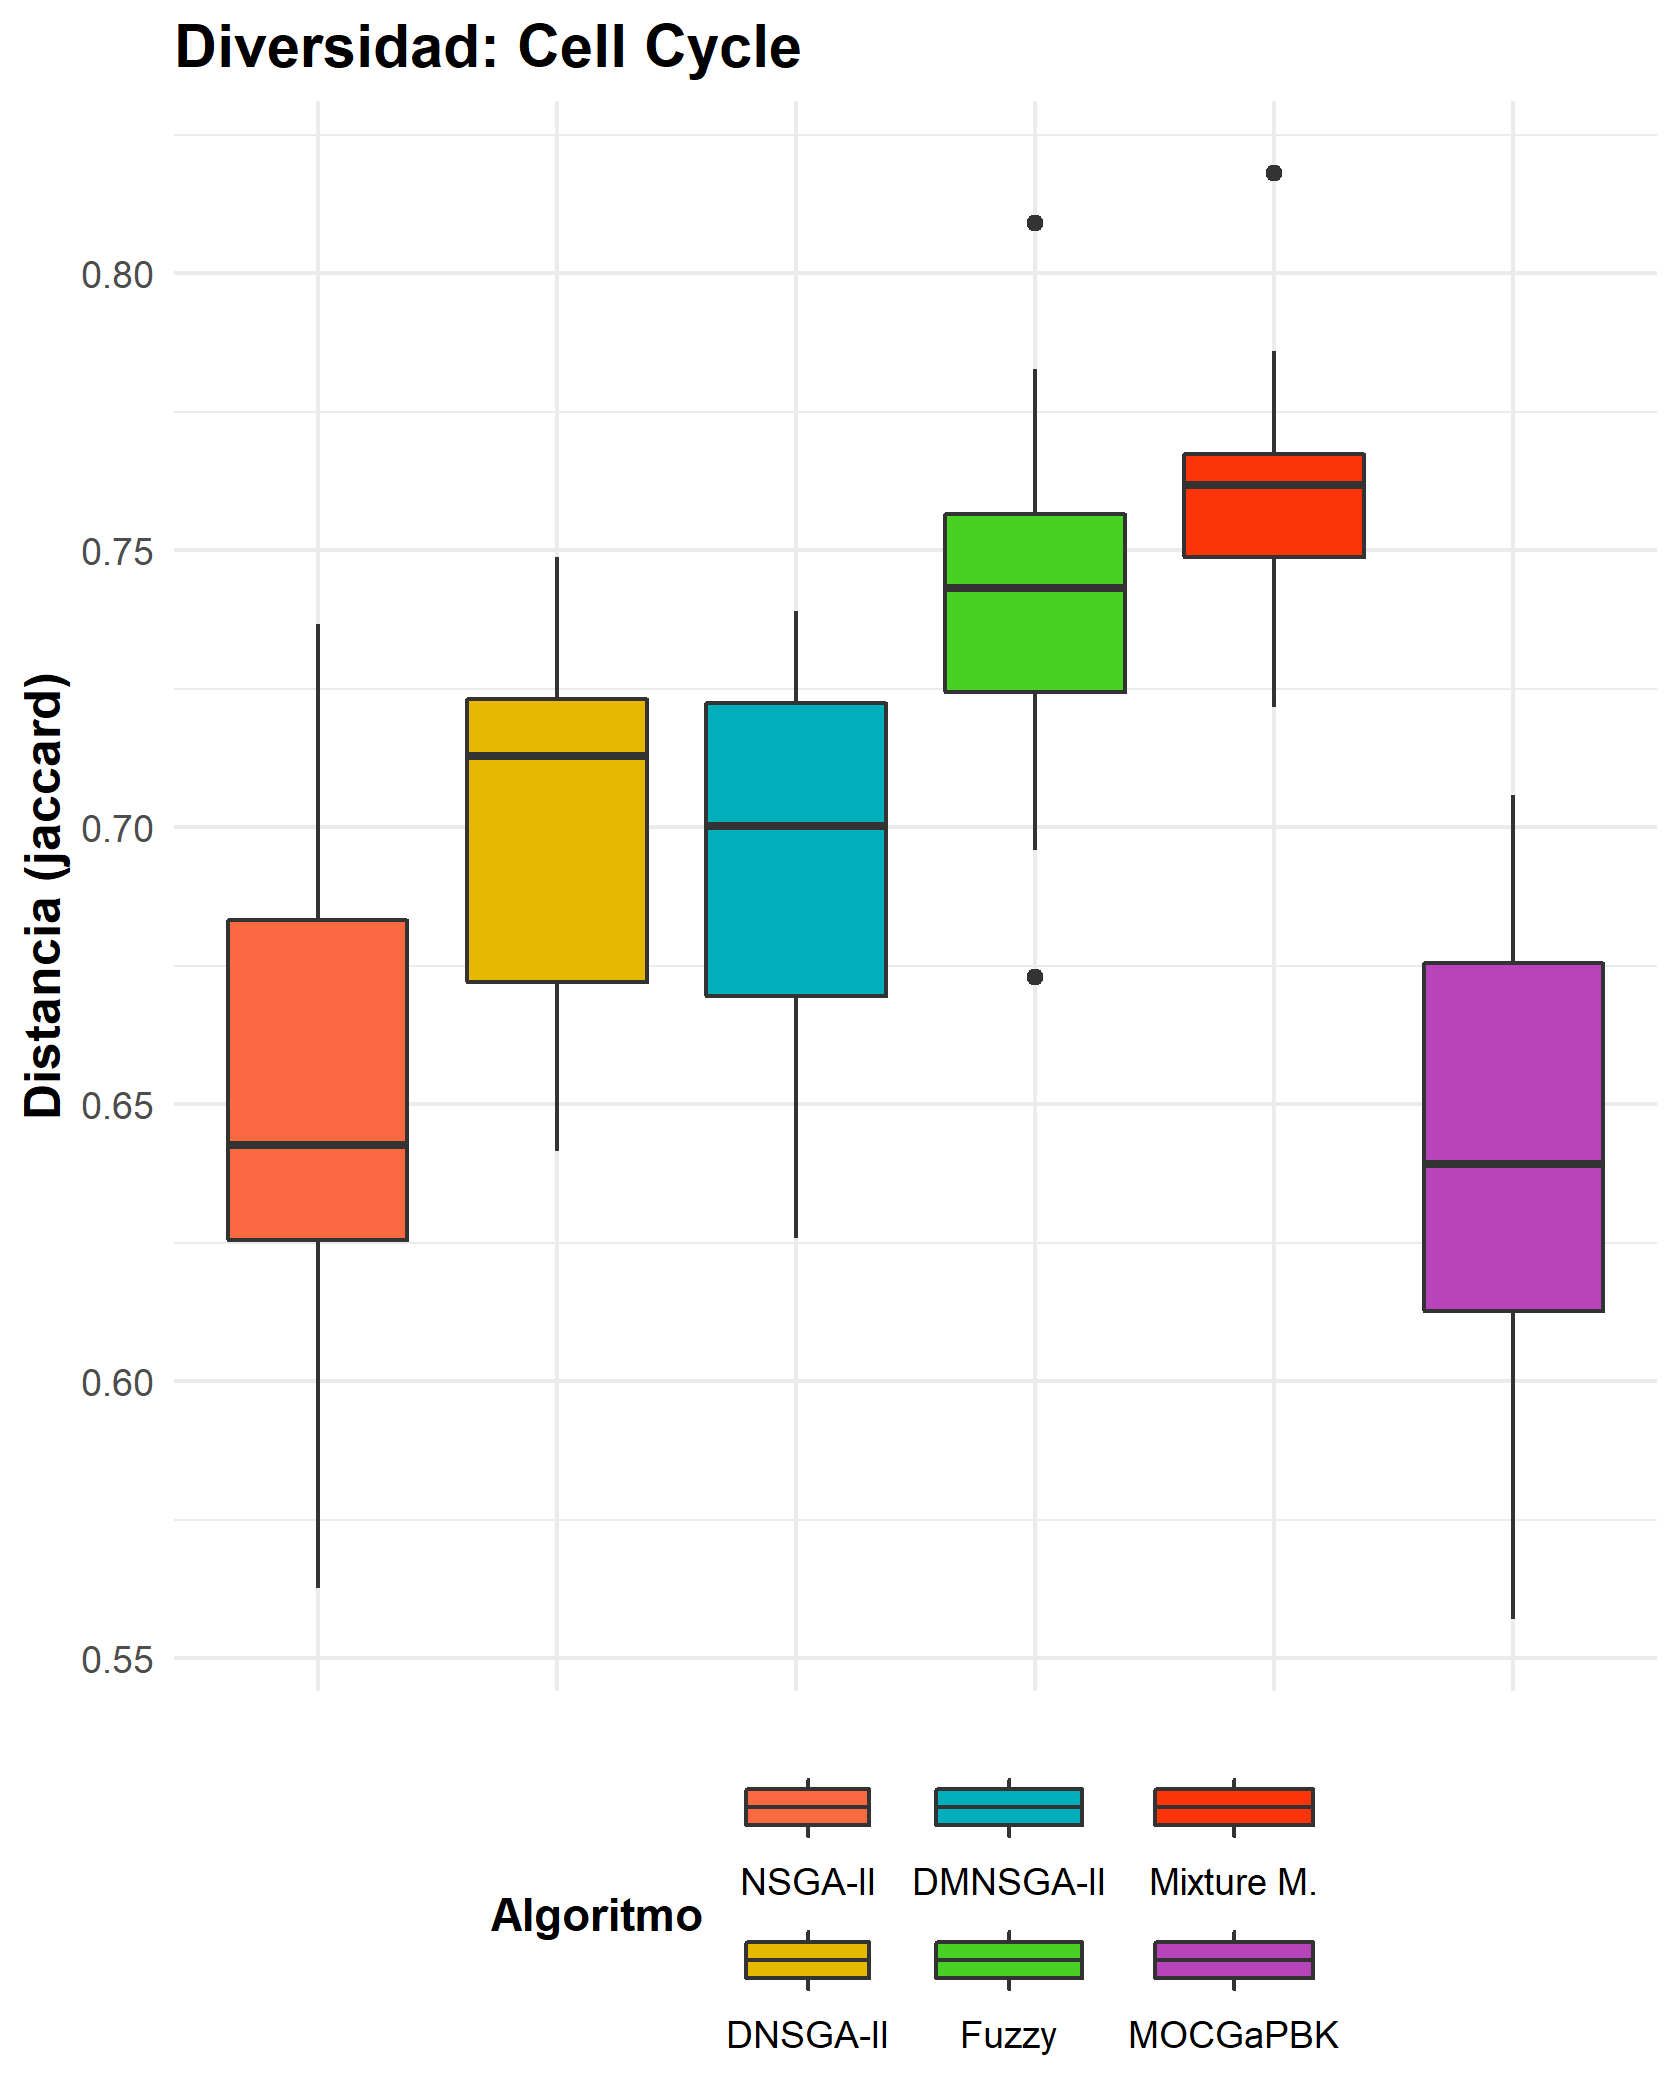 Diversidad: Cell Cycle
Distancia (jaccard)
0.80
0.75
0.70
0.65
0.60
0.55
Algoritmo
NSGA-II
DMNSGA-II
Mixture M.
DNSGA-II
Fuzzy
MOCGaPBK